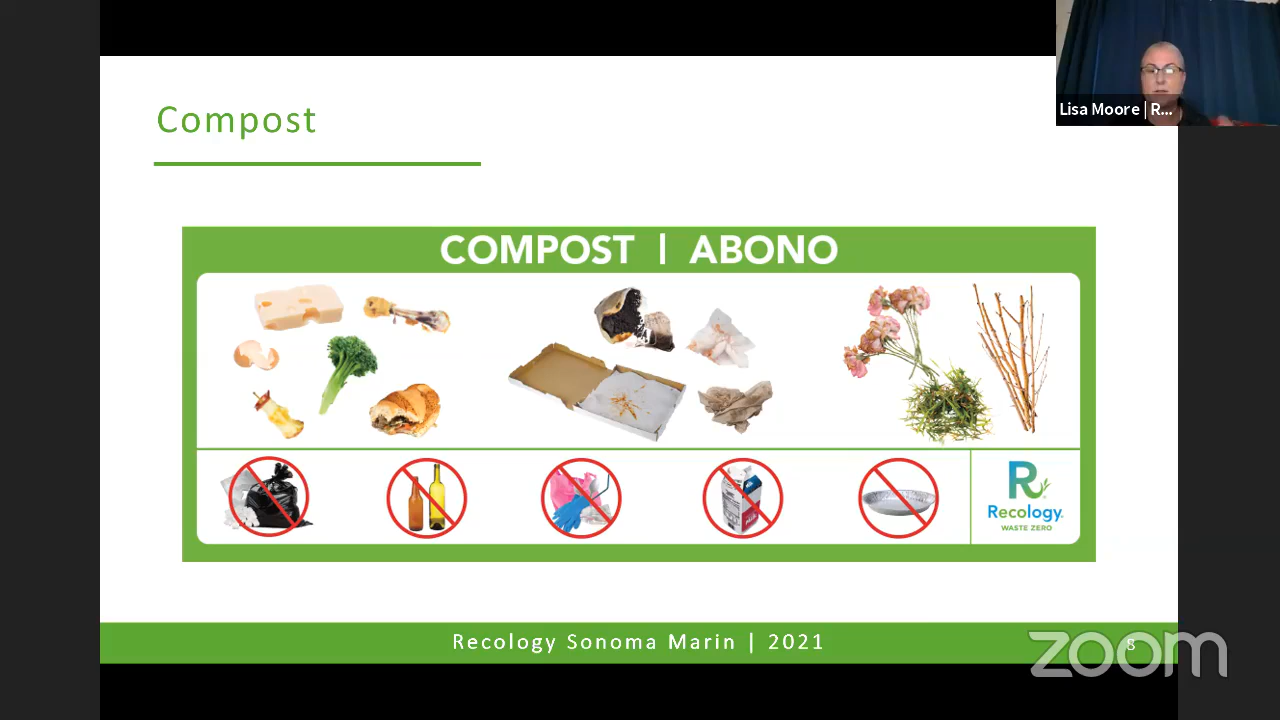 Compost
Lisa Moore | R...
COMPOST | ABONO
R
Recology
WASTE ZERO
Recology Sonoma Marin | 2021
8
zoom